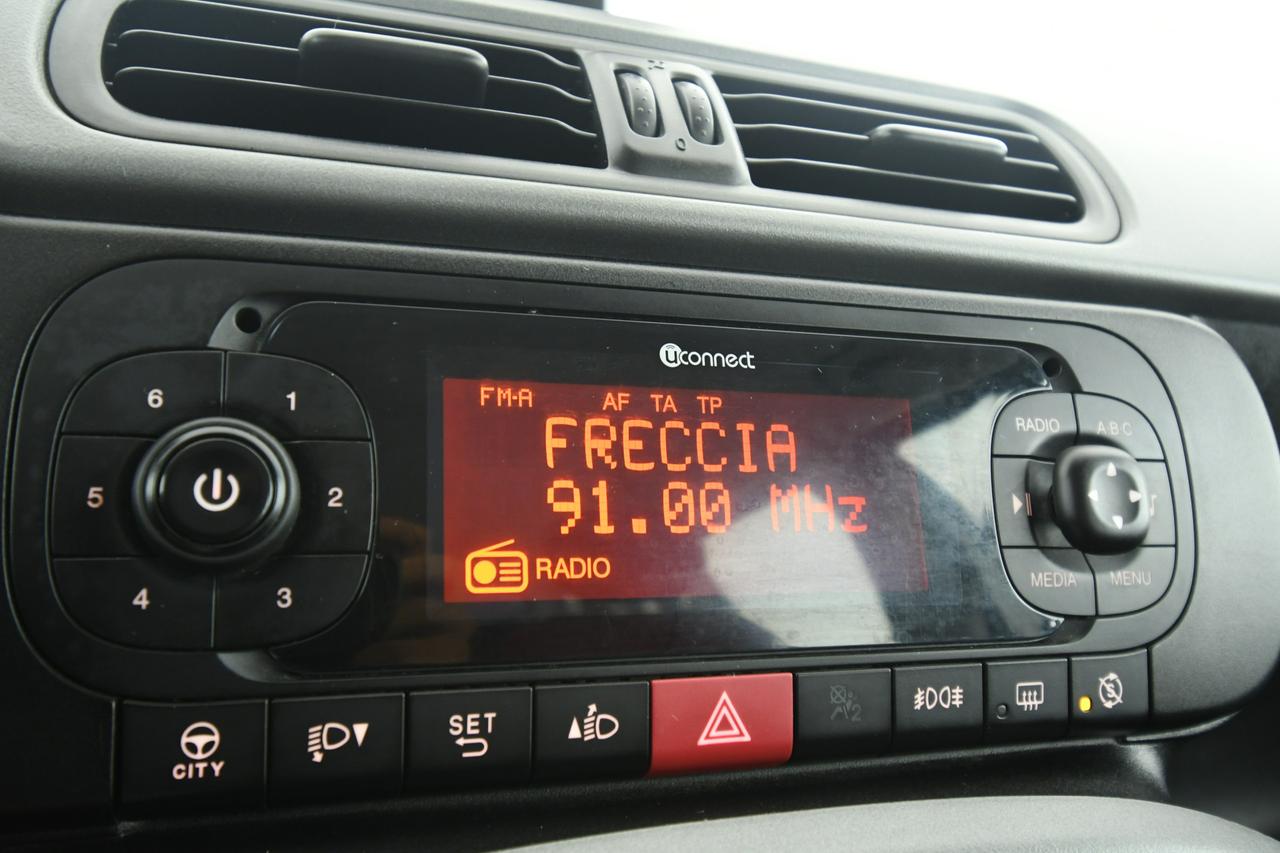 uconnect
FM-A AF TA TP
FRECCIA
91.00 MHz
RADIO
6 1
5 2
4 3
RADIO ABC
MEDIA MENU
CITY
SET
2